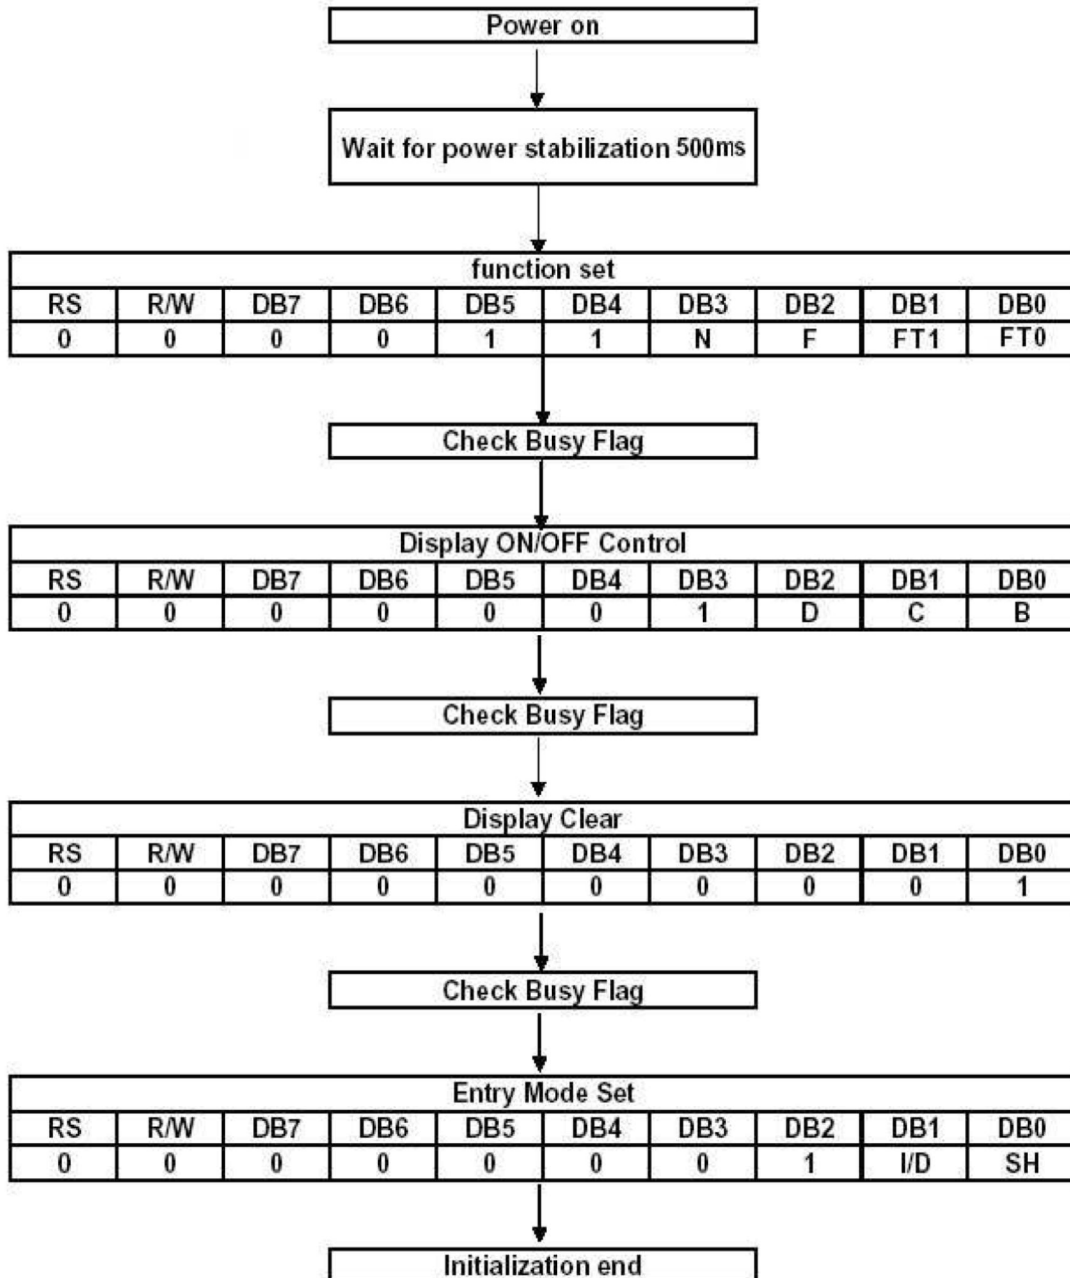 Power on
Wait for power stabilization 500ms
function set
RS R/W DB7 DB6 DB5 DB4 DB3 DB2 DB1 DB0
0 0 0 0 1 1 N F FT1 FT0
Check Busy Flag
Display ON/OFF Control
RS R/W DB7 DB6 DB5 DB4 DB3 DB2 DB1 DB0
0 0 0 0 0 0 1 D C B
Check Busy Flag
Display Clear
RS R/W DB7 DB6 DB5 DB4 DB3 DB2 DB1 DB0
0 0 0 0 0 0 0 0 0 1
Check Busy Flag
Entry Mode Set
RS R/W DB7 DB6 DB5 DB4 DB3 DB2 DB1 DB0
0 0 0 0 0 0 0 1 I/D SH
Initialization end